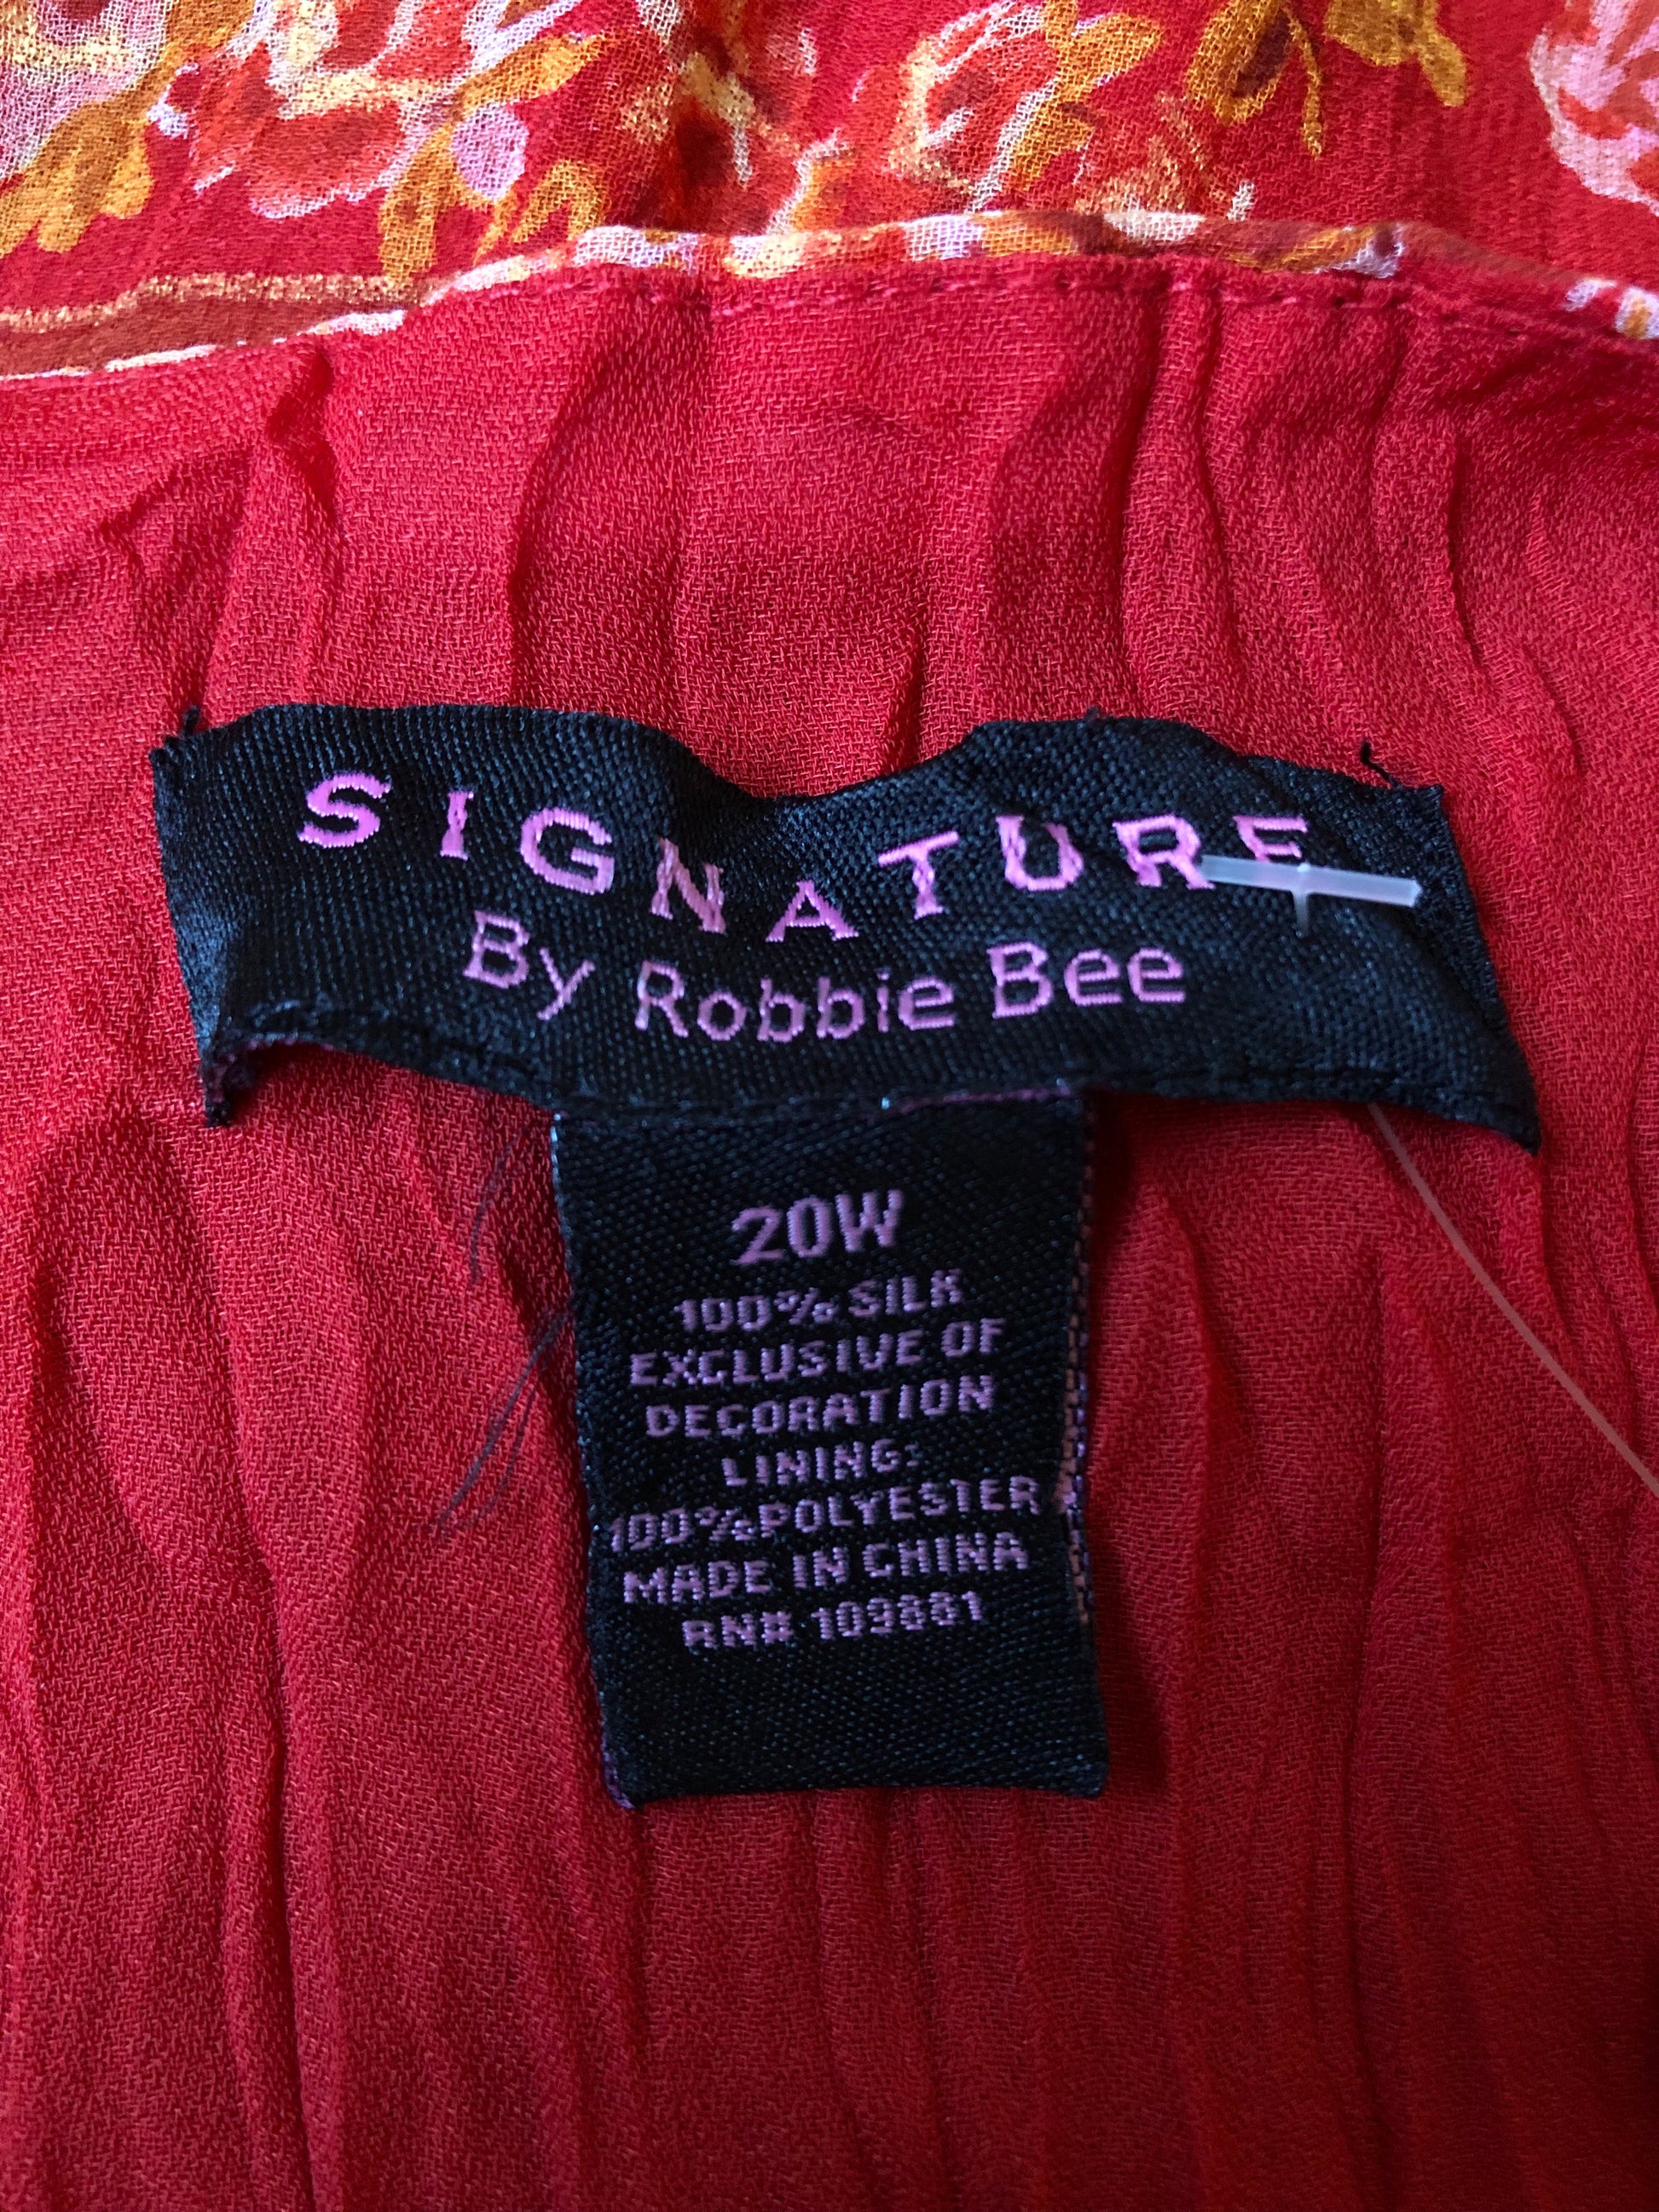 SIGNATURE
By Robbie Bee
20W
100% SILK
EXCLUSIVE OF
DECORATION
LINING:
100%POLYESTER
MADE IN CHINA
RN# 109881